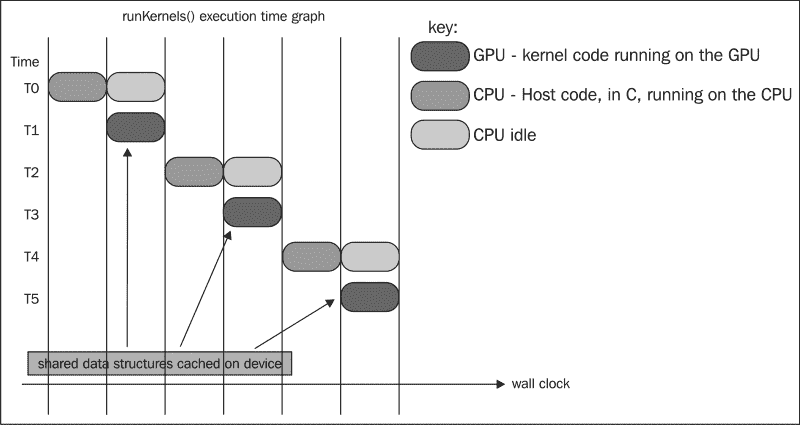 runKernels() execution time graph
key:
GPU - kernel code running on the GPU
CPU - Host code, in C, running on the CPU
CPU idle
Time
T0
T1
T2
T3
T4
T5
shared data structures cached on device
wall clock